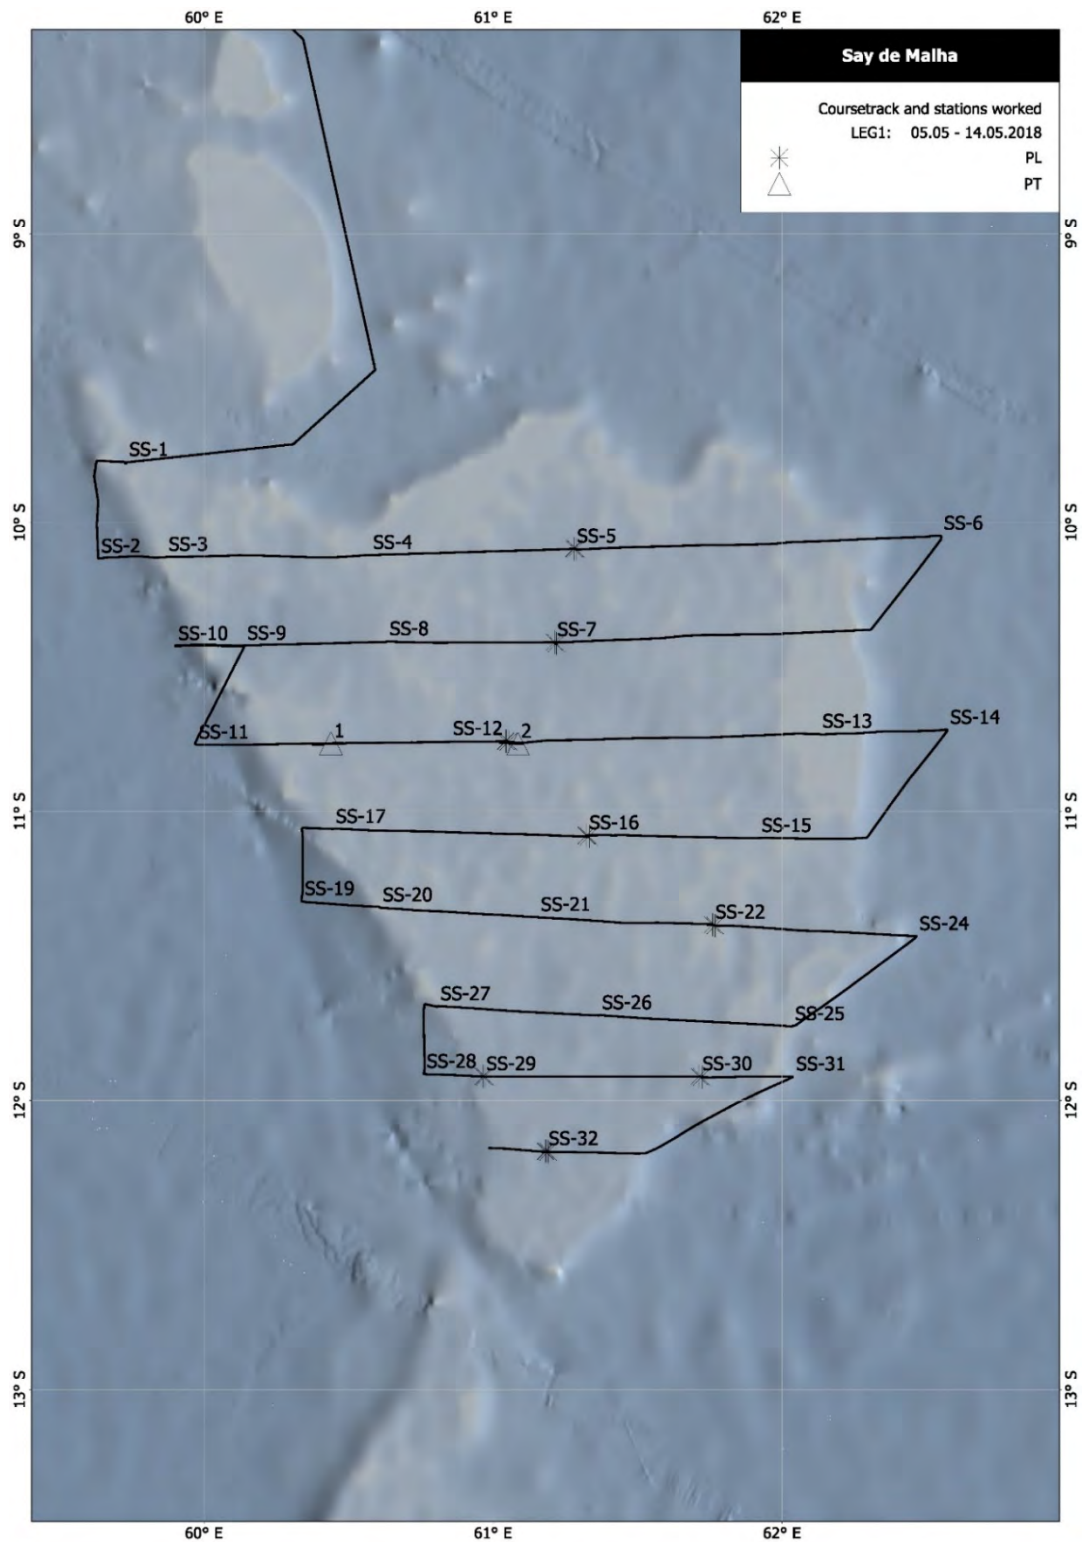 60° E 61° E 62° E
Say de Malha
Coursetrack and stations worked
LEG1: 05.05 - 14.05.2018
PL
PT
9° S 9° S
SS-1
10° S 10° S
SS-6
SS-2 SS-3 SS-4 SS-5
SS-10 SS-9 SS-8 SS-7
SS-11 1 SS-12 2 SS-13 SS-14
11° S 11° S
SS-17 SS-16 SS-15
SS-19 SS-20 SS-21 SS-22 SS-24
SS-27 SS-26 SS-25
SS-28 SS-29 SS-30 SS-31
12° S 12° S
SS-32
13° S 13° S
60° E 61° E 62° E